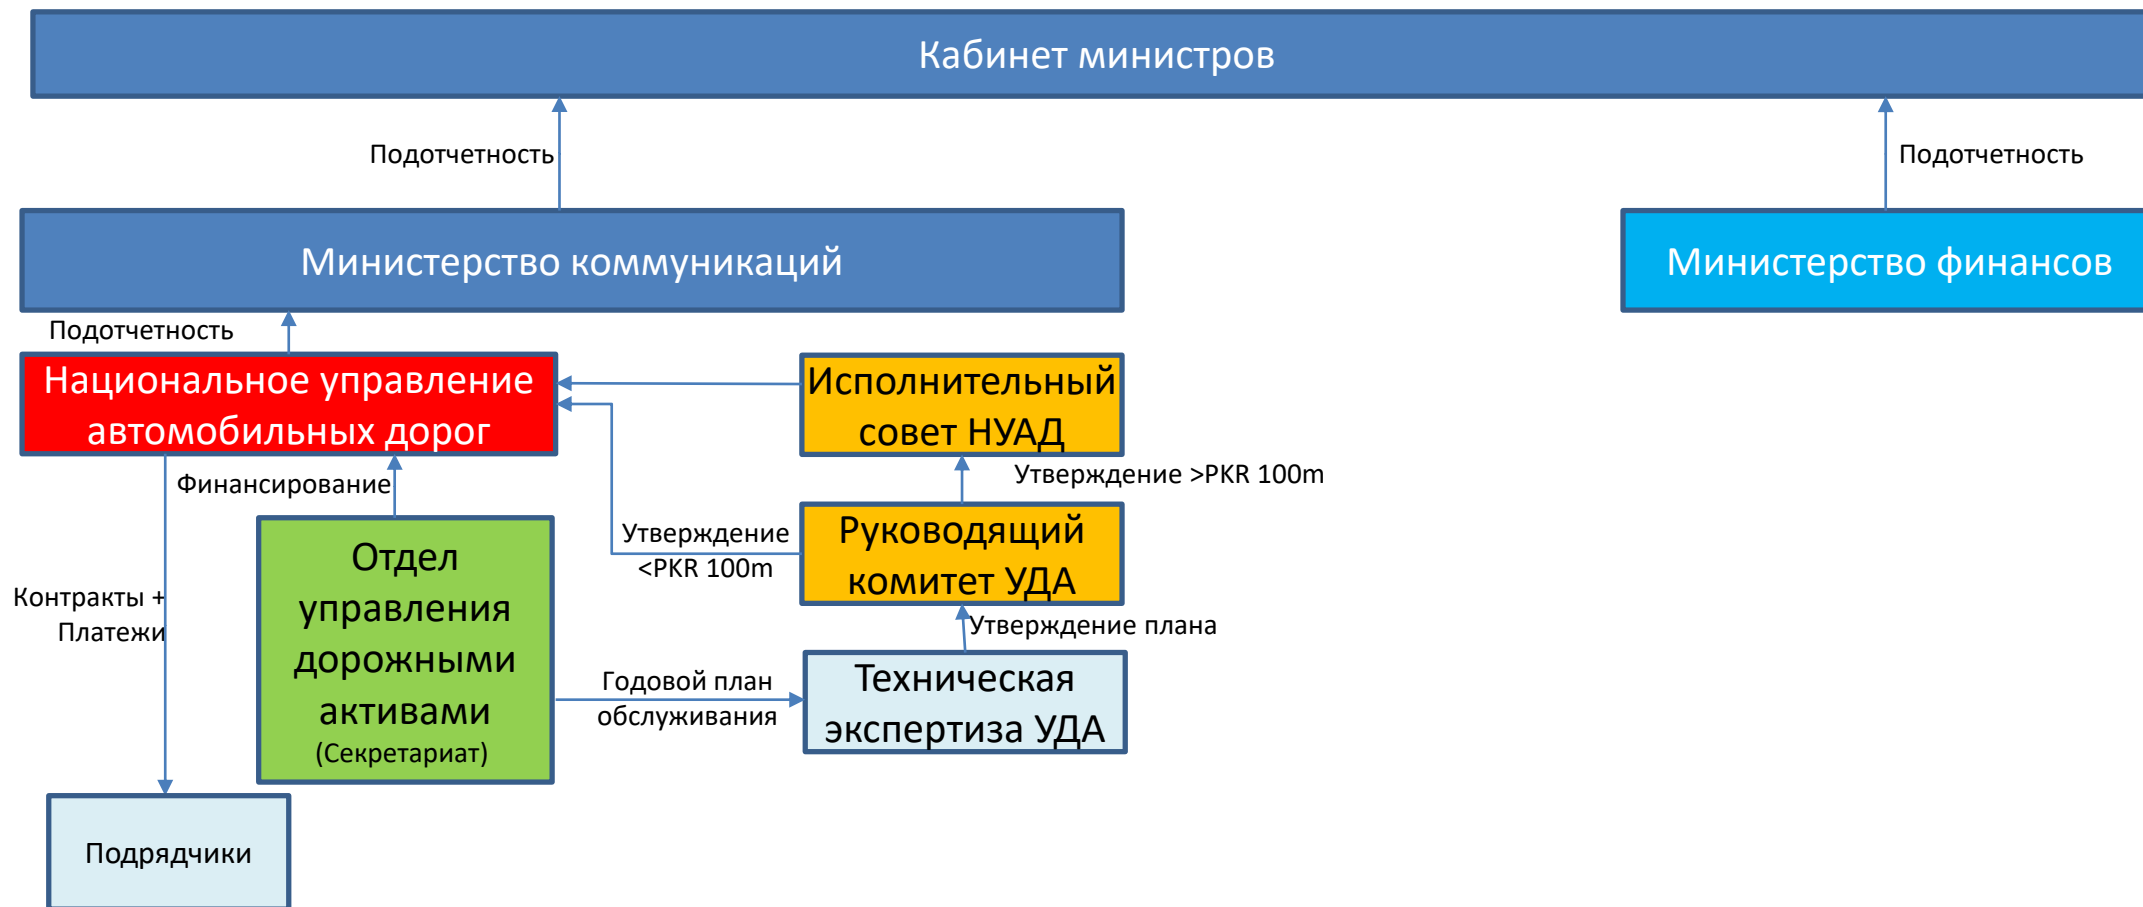 Кабинет министров
Подотчетность
Подотчетность
Министерство коммуникаций
Министерство финансов
Подотчетность
Национальное управление
автомобильных дорог
Исполнительный
совет НУАД
Финансирование
Утверждение >PKR 100m
Отдел
управления
дорожными
активами
(Секретариат)
Утверждение
<PKR 100m
Руководящий
комитет УДА
Контракты +
Платежи
Утверждение плана
Годовой план
обслуживания
Техническая
экспертиза УДА
Подрядчики